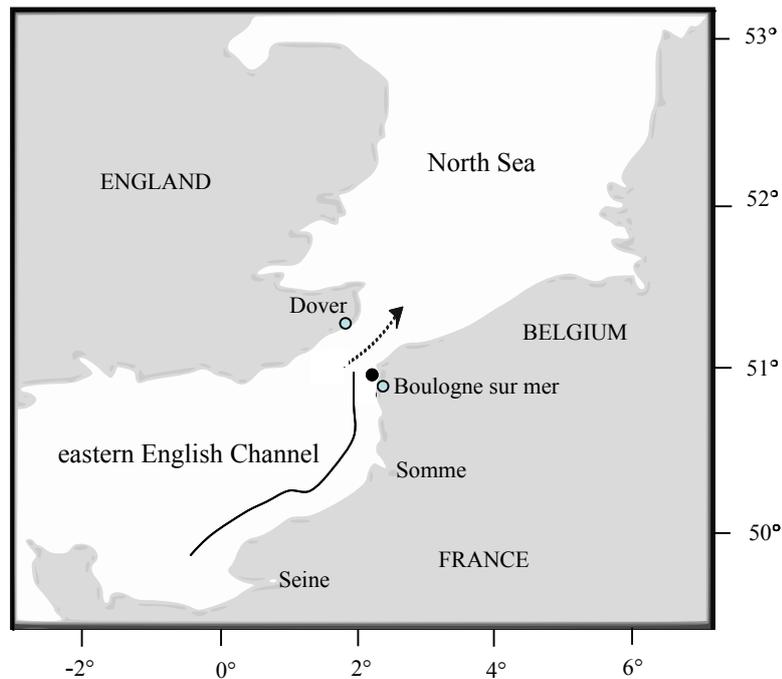 53°
North Sea
ENGLAND
52°
Dover
BELGIUM
51°
Boulogne sur mer
eastern English Channel
Somme
50°
FRANCE
Seine
-2°
0°
2°
4°
6°